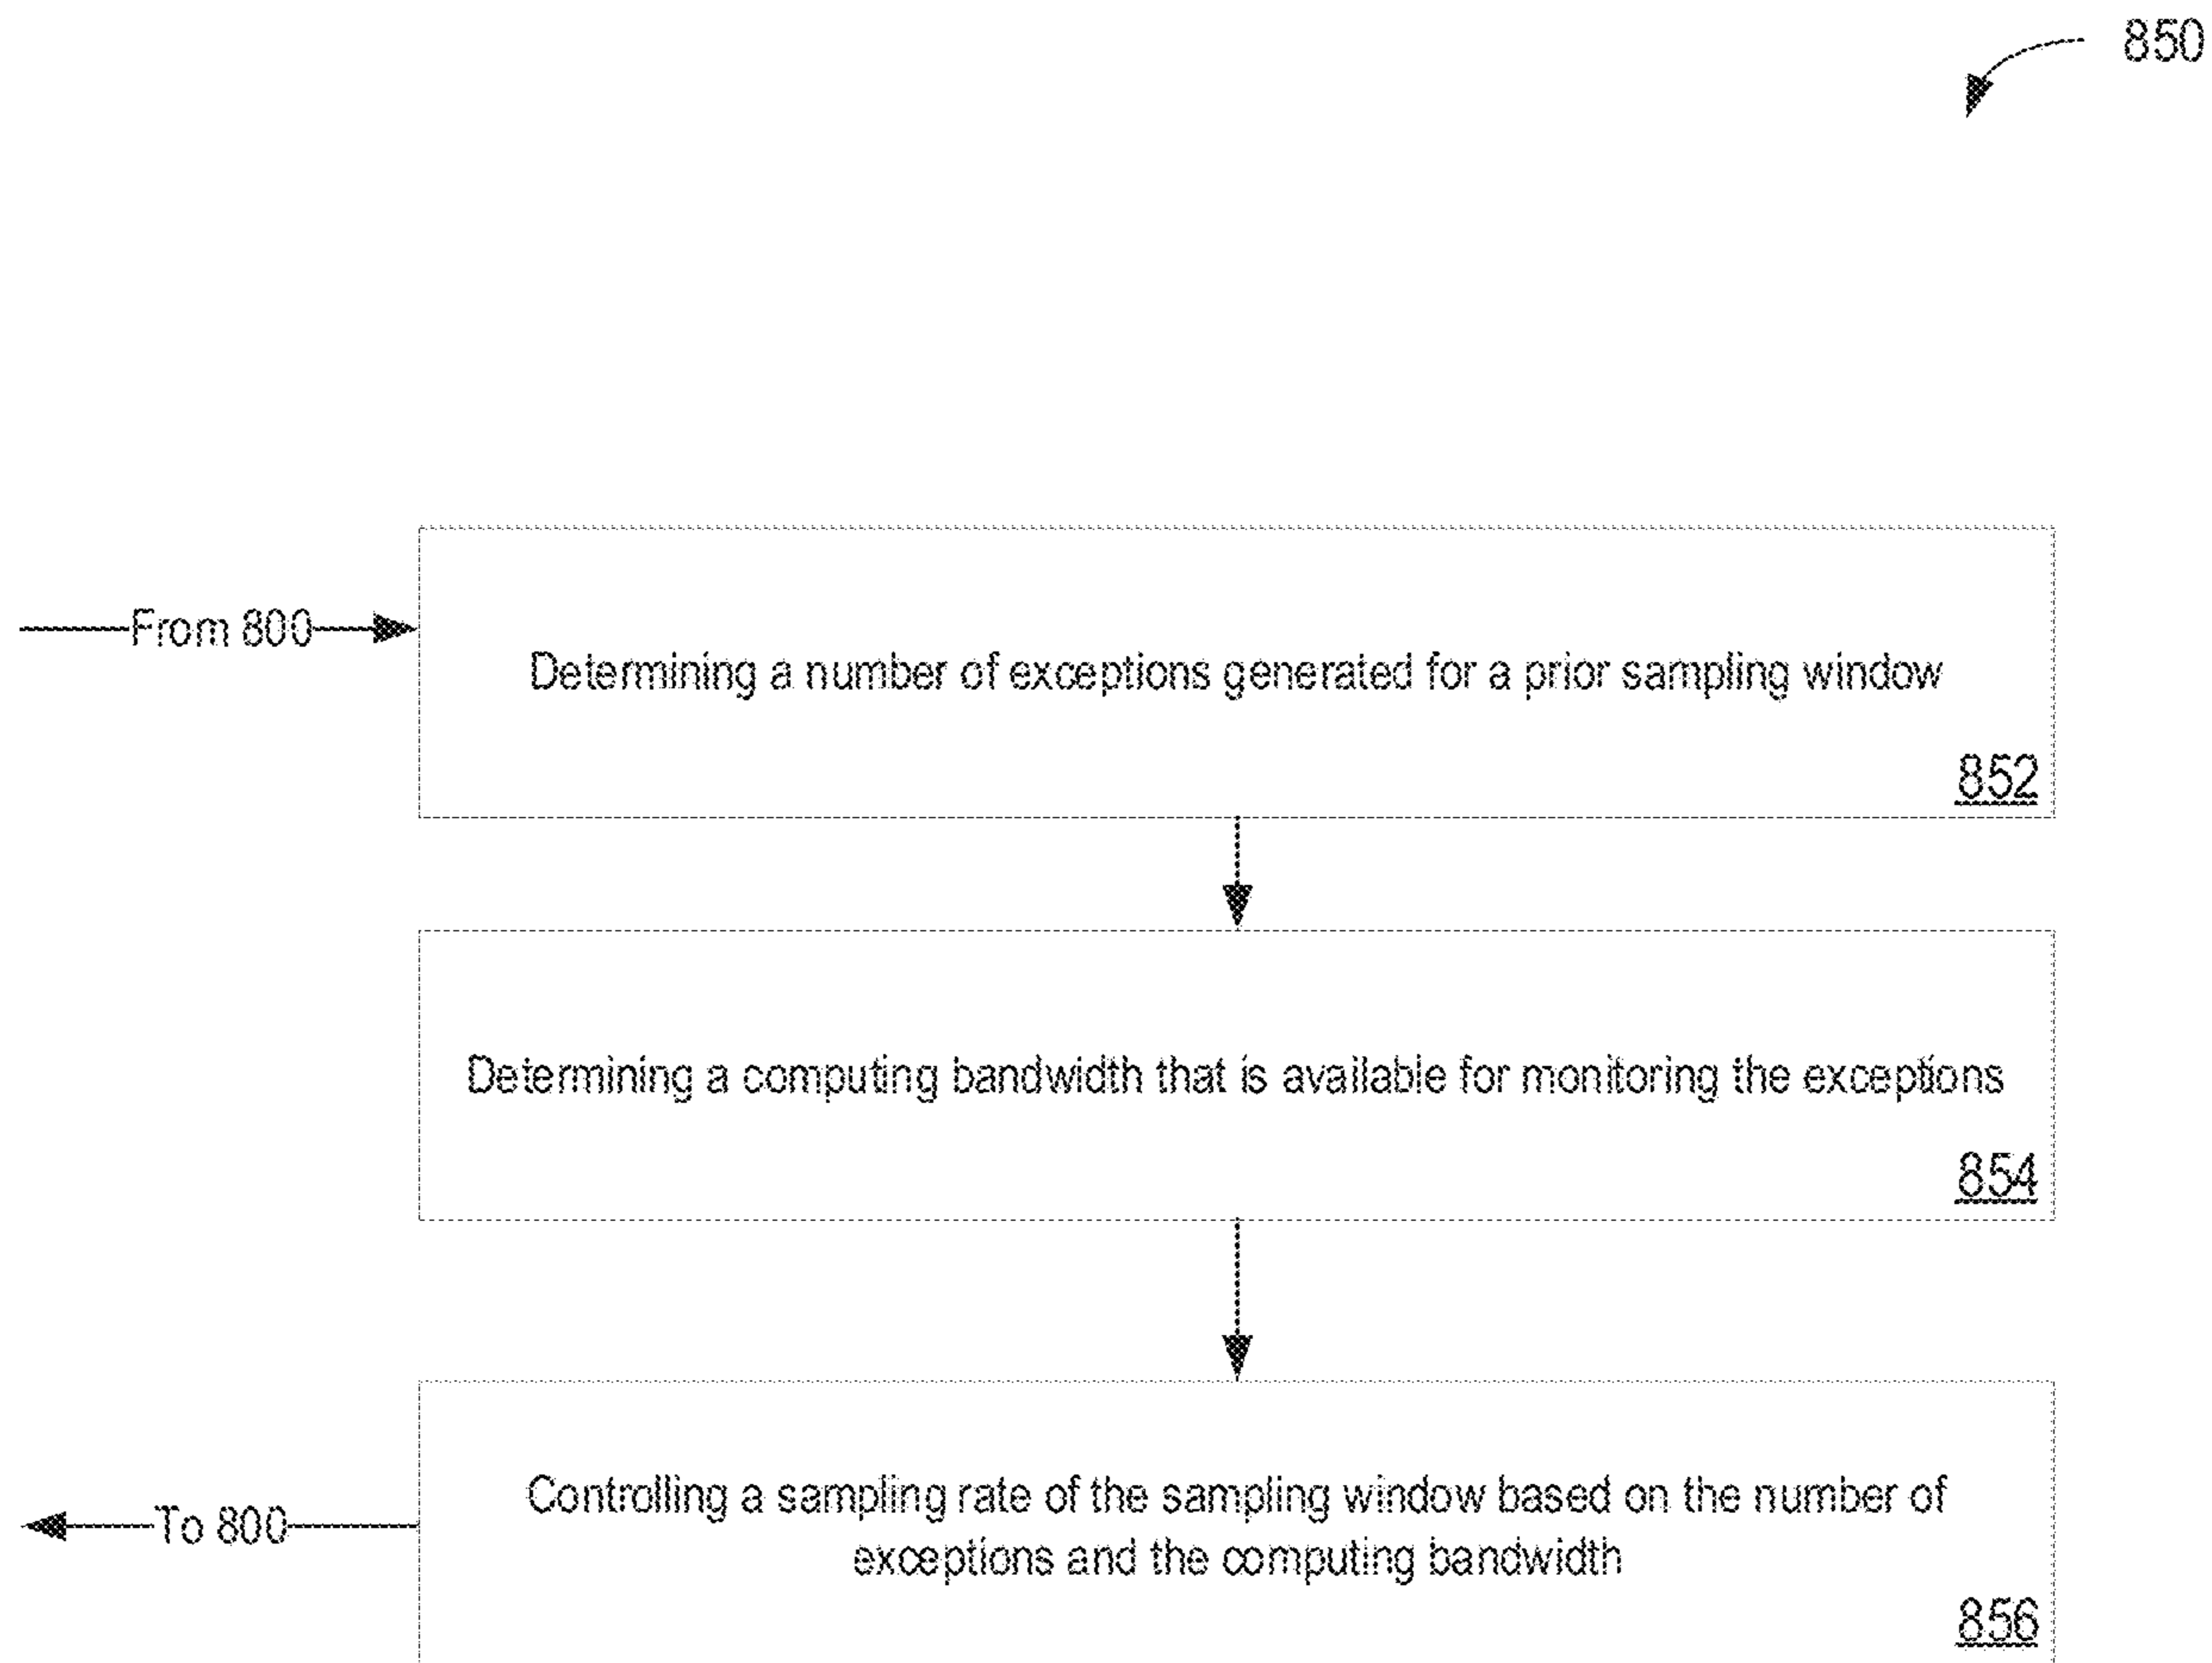 850
From 800
Determining a number of exceptions generated for a prior sampling window
852
Determining a computing bandwidth that is available for monitoring the exceptions
854
To 800
Controlling a sampling rate of the sampling window based on the number of
exceptions and the computing bandwidth
856